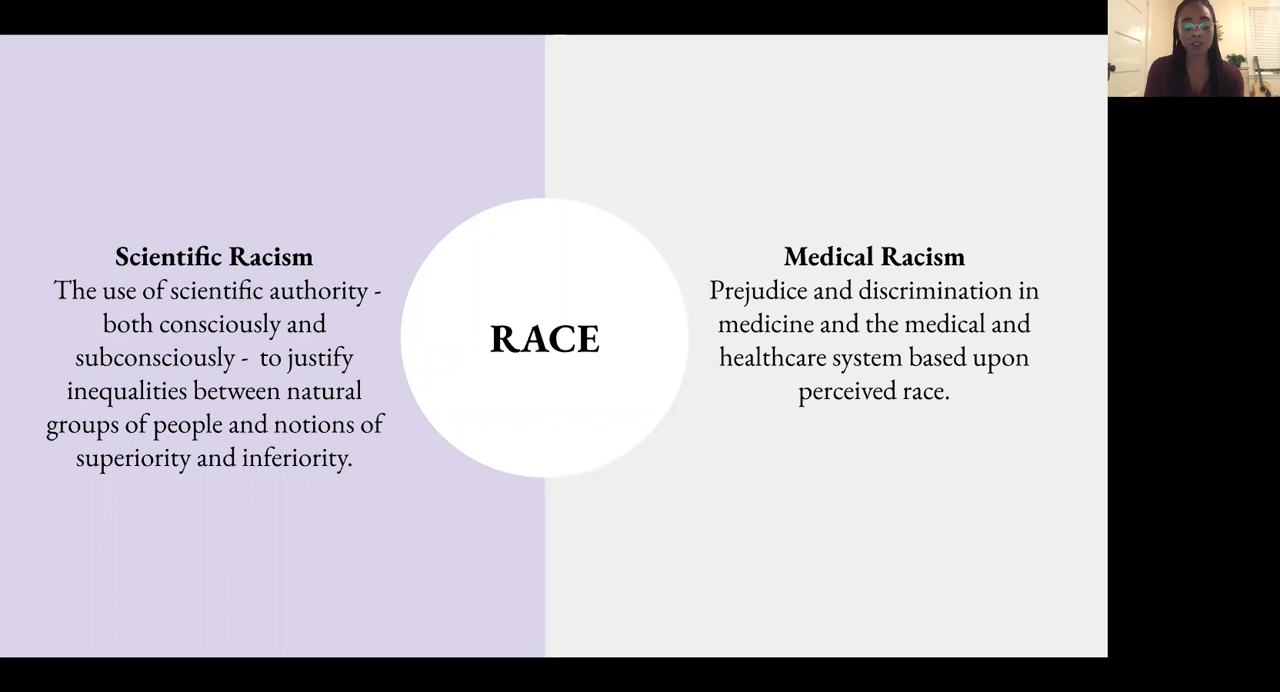 Scientific Racism
The use of scientific authority -
both consciously and
subconsciously -  to justify
inequalities between natural
groups of people and notions of
superiority and inferiority.
RACE
Medical Racism
Prejudice and discrimination in
medicine and the medical and
healthcare system based upon
perceived race.